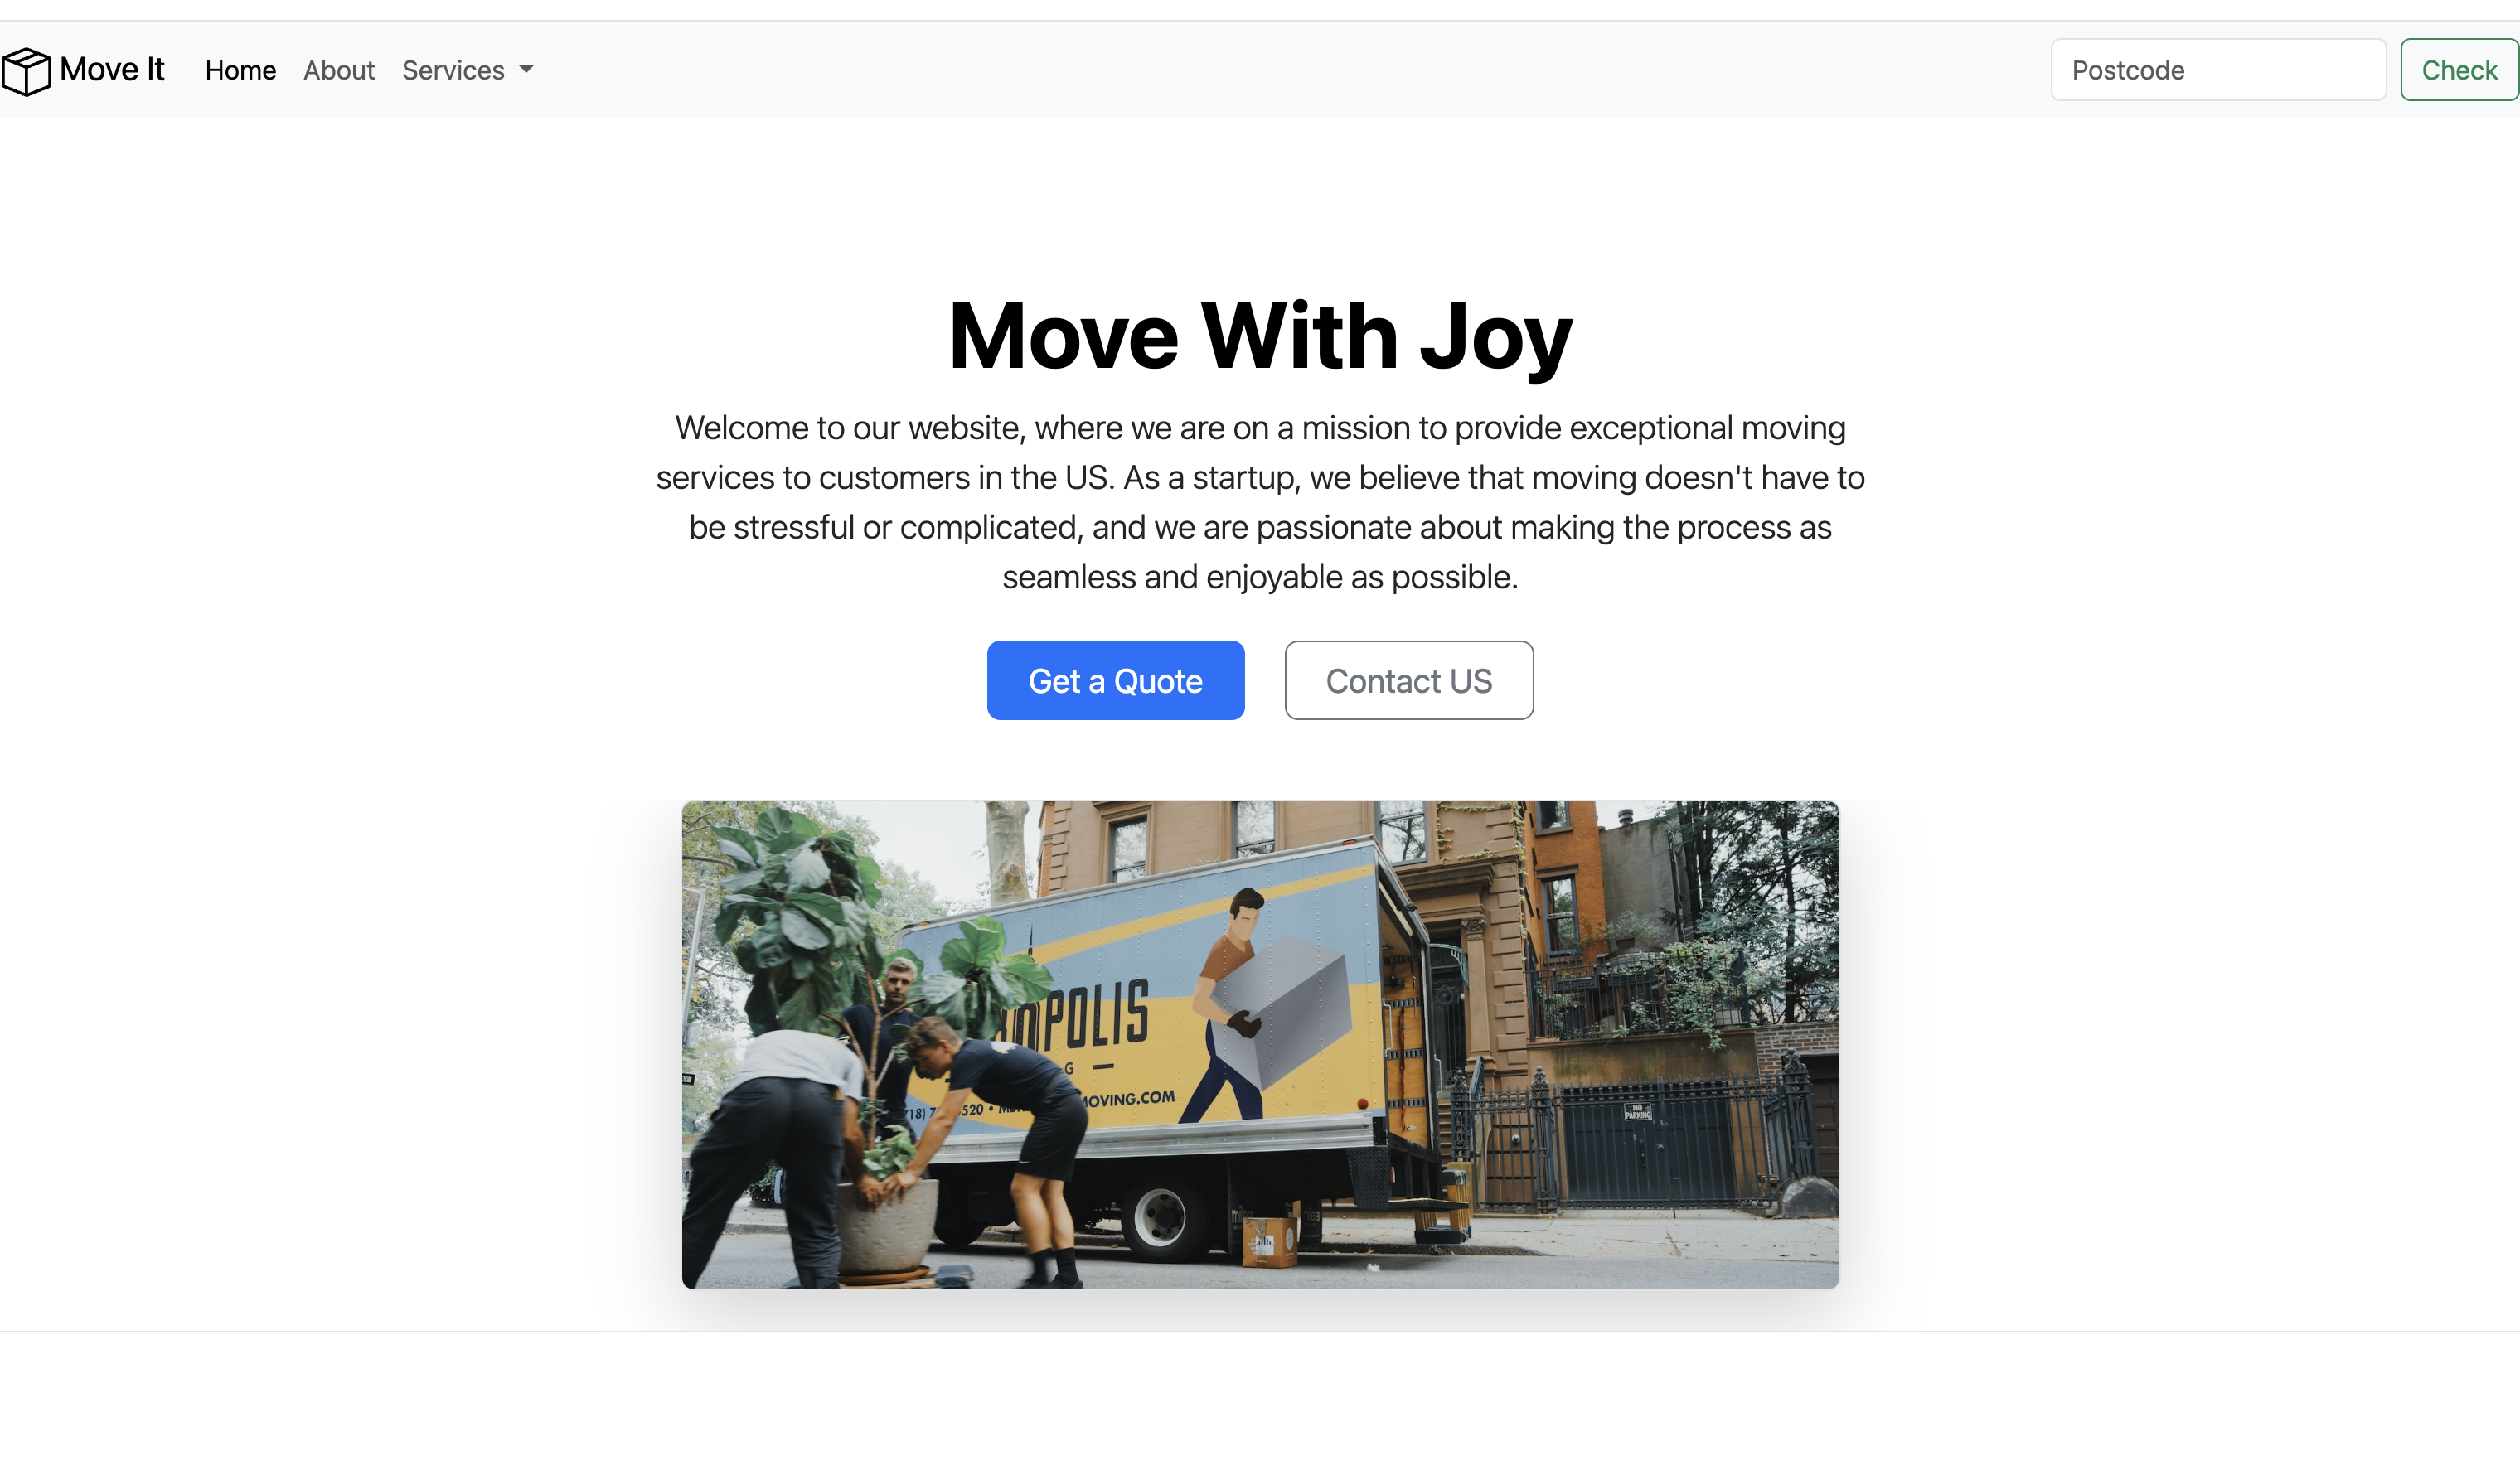 Move It
Home
About
Services
Postcode
Check
Move With Joy
Welcome to our website, where we are on a mission to provide exceptional moving
services to customers in the US. As a startup, we believe that moving doesn't have to
be stressful or complicated, and we are passionate about making the process as
seamless and enjoyable as possible.
Get a Quote
Contact US
POLIS
G
MOVING.COM
NO
PARKING